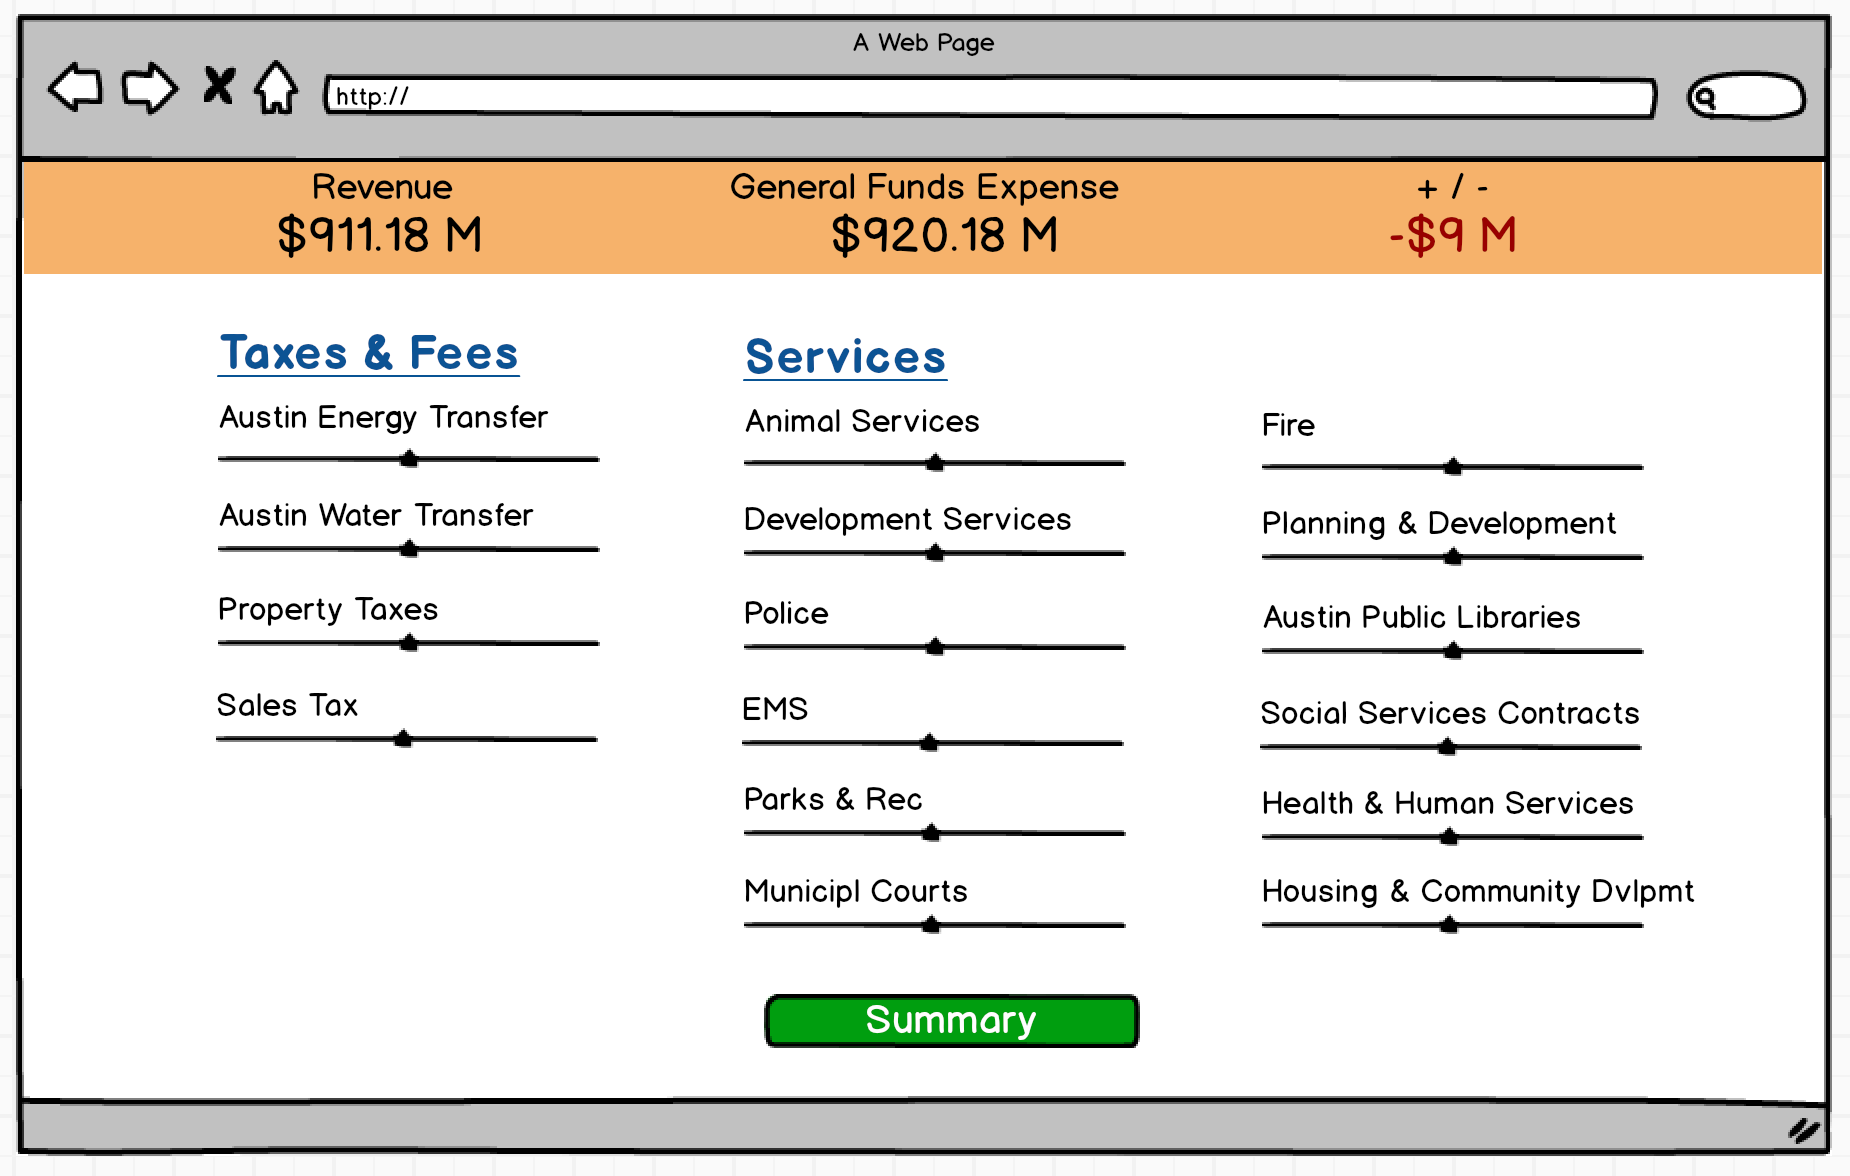 A Web Page
http://
Revenue
$911.18 M
General Funds Expense
$920.18 M
+ / -
-$9 M
Taxes & Fees
Austin Energy Transfer
Austin Water Transfer
Property Taxes
Sales Tax
Services
Animal Services
Development Services
Police
EMS
Parks & Rec
Municipl Courts
Fire
Planning & Development
Austin Public Libraries
Social Services Contracts
Health & Human Services
Housing & Community Dvlpmt
Summary